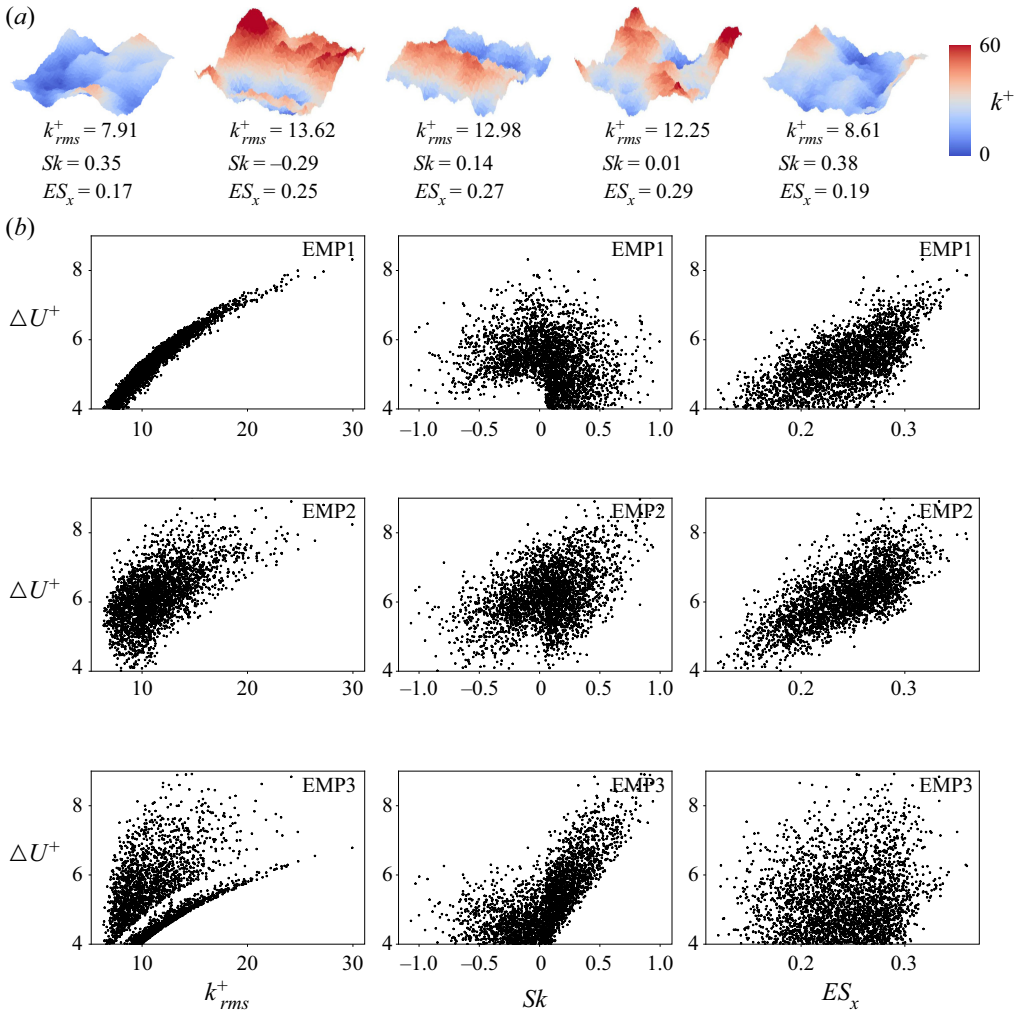 (a)
60
k⁺
0
k⁺rms = 7.91 k⁺rms = 13.62 k⁺rms = 12.98 k⁺rms = 12.25 k⁺rms = 8.61
Sk = 0.35 Sk = –0.29 Sk = 0.14 Sk = 0.01 Sk = 0.38
ESx = 0.17 ESx = 0.25 ESx = 0.27 ESx = 0.29 ESx = 0.19
(b)
EMP1 EMP1 EMP1
8
△U⁺
6
4
10 20 30 –1.0 –0.5 0 0.5 1.0 0.2 0.3
EMP2 EMP2 EMP2
8
△U⁺
6
4
10 20 30 –1.0 –0.5 0 0.5 1.0 0.2 0.3
EMP3 EMP3 EMP3
8
△U⁺
6
4
10 20 30 –1.0 –0.5 0 0.5 1.0 0.2 0.3
k⁺rms Sk ESx